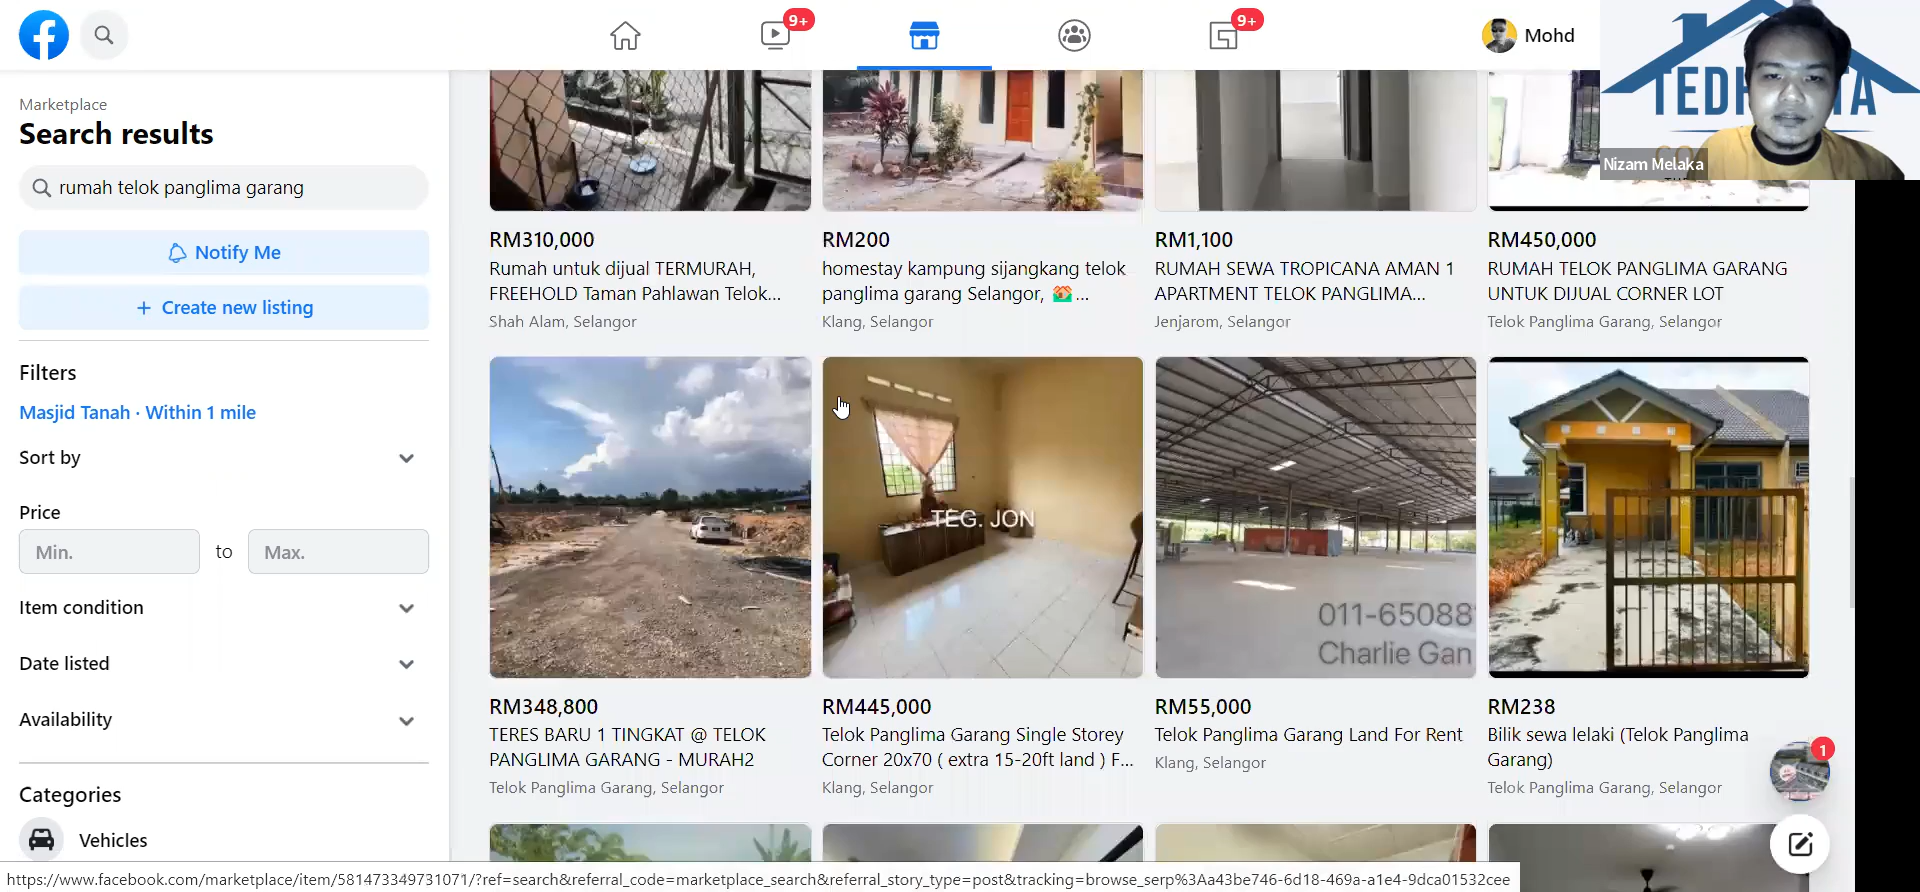 9+
9+
Mohd
TEDH
TA
Nizam Melaka
Marketplace
Search results
rumah telok panglima garang
Notify Me
+ Create new listing
Filters
Masjid Tanah · Within 1 mile
Sort by
Price
Min.
to
Max.
Item condition
Date listed
Availability
Categories
Vehicles
RM310,000
Rumah untuk dijual TERMURAH,
FREEHOLD Taman Pahlawan Telok...
Shah Alam, Selangor
RM200
homestay kampung sijangkang telok
panglima garang Selangor, 🏘️ ...
Klang, Selangor
RM1,100
RUMAH SEWA TROPICANA AMAN 1
APARTMENT TELOK PANGLIMA...
Jenjarom, Selangor
RM450,000
RUMAH TELOK PANGLIMA GARANG
UNTUK DIJUAL CORNER LOT
Telok Panglima Garang, Selangor
TEG. JON
011-65088
Charlie Gan
RM348,800
TERES BARU 1 TINGKAT @ TELOK
PANGLIMA GARANG - MURAH2
Telok Panglima Garang, Selangor
RM445,000
Telok Panglima Garang Single Storey
Corner 20x70 ( extra 15-20ft land ) F...
Klang, Selangor
RM55,000
Telok Panglima Garang Land For Rent
Klang, Selangor
RM238
Bilik sewa lelaki (Telok Panglima
Garang)
Telok Panglima Garang, Selangor
1
https://www.facebook.com/marketplace/item/581473349731071/?ref=search&referral_code=marketplace_search&referral_story_type=post&tracking=browse_serp%3Aa43be746-6d18-469a-a1e4-9dca01532cee